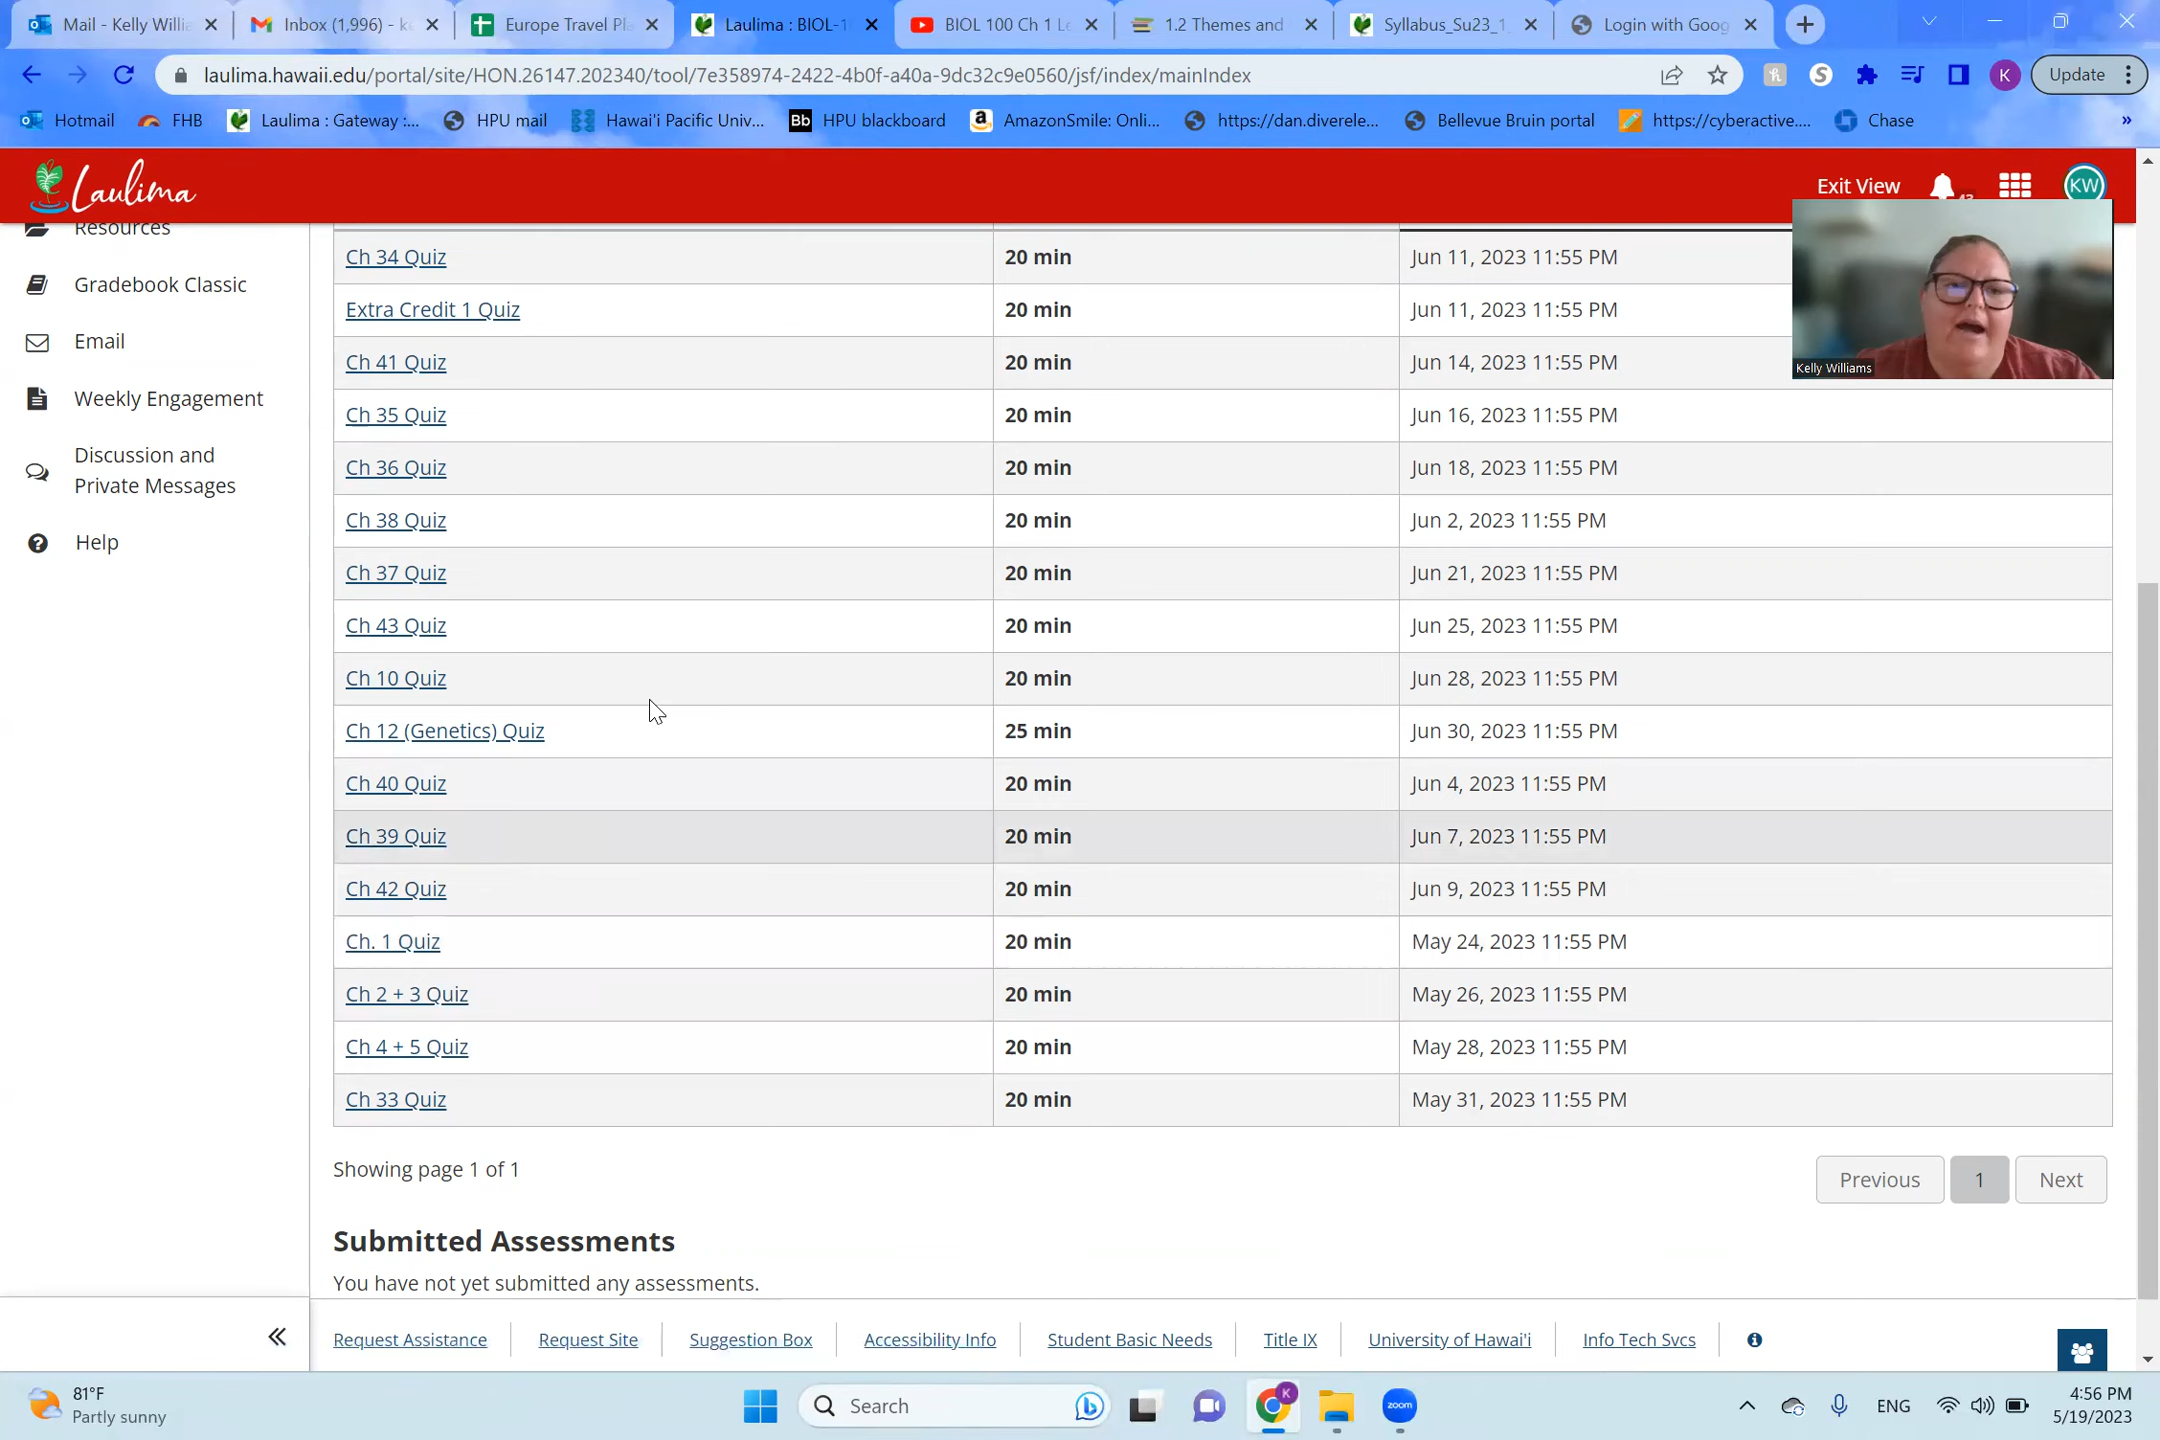 Mail - Kelly Willia
Inbox (1,996) - ke
Europe Travel Pla
Laulima : BIOL-1
BIOL 100 Ch 1 Le
1.2 Themes and
Syllabus_Su23_1
Login with Goog
laulima.hawaii.edu/portal/site/HON.26147.202340/tool/7e358974-2422-4b0f-a40a-9dc32c9e0560/jsf/index/mainIndex
K
Update
Hotmail
FHB
Laulima : Gateway :...
HPU mail
Hawai'i Pacific Univ...
Bb HPU blackboard
AmazonSmile: Onli...
https://dan.diverele...
Bellevue Bruin portal
https://cyberactive....
Chase
»
Laulima
Exit View
KW
Kelly Williams
Resources
Gradebook Classic
Email
Weekly Engagement
Discussion and
Private Messages
Help
Ch 34 Quiz 20 min Jun 11, 2023 11:55 PM
Extra Credit 1 Quiz 20 min Jun 11, 2023 11:55 PM
Ch 41 Quiz 20 min Jun 14, 2023 11:55 PM
Ch 35 Quiz 20 min Jun 16, 2023 11:55 PM
Ch 36 Quiz 20 min Jun 18, 2023 11:55 PM
Ch 38 Quiz 20 min Jun 2, 2023 11:55 PM
Ch 37 Quiz 20 min Jun 21, 2023 11:55 PM
Ch 43 Quiz 20 min Jun 25, 2023 11:55 PM
Ch 10 Quiz 20 min Jun 28, 2023 11:55 PM
Ch 12 (Genetics) Quiz 25 min Jun 30, 2023 11:55 PM
Ch 40 Quiz 20 min Jun 4, 2023 11:55 PM
Ch 39 Quiz 20 min Jun 7, 2023 11:55 PM
Ch 42 Quiz 20 min Jun 9, 2023 11:55 PM
Ch. 1 Quiz 20 min May 24, 2023 11:55 PM
Ch 2 + 3 Quiz 20 min May 26, 2023 11:55 PM
Ch 4 + 5 Quiz 20 min May 28, 2023 11:55 PM
Ch 33 Quiz 20 min May 31, 2023 11:55 PM
Showing page 1 of 1
Previous 1 Next
Submitted Assessments
You have not yet submitted any assessments.
Request Assistance
Request Site
Suggestion Box
Accessibility Info
Student Basic Needs
Title IX
University of Hawai'i
Info Tech Svcs
81°F
Partly sunny
Search
K
zoom
ENG
4:56 PM
5/19/2023